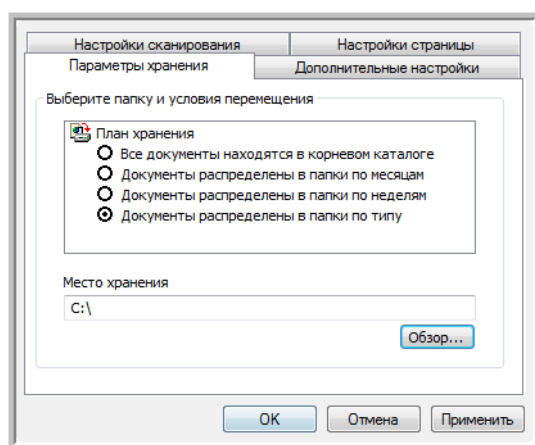 Настройки сканирования
Настройки страницы
Параметры хранения
Дополнительные настройки
Выберите папку и условия перемещения
План хранения
Все документы находятся в корневом каталоге
Документы распределены в папки по месяцам
Документы распределены в папки по неделям
Документы распределены в папки по типу
Место хранения
C:\
Обзор...
OK
Отмена
Применить